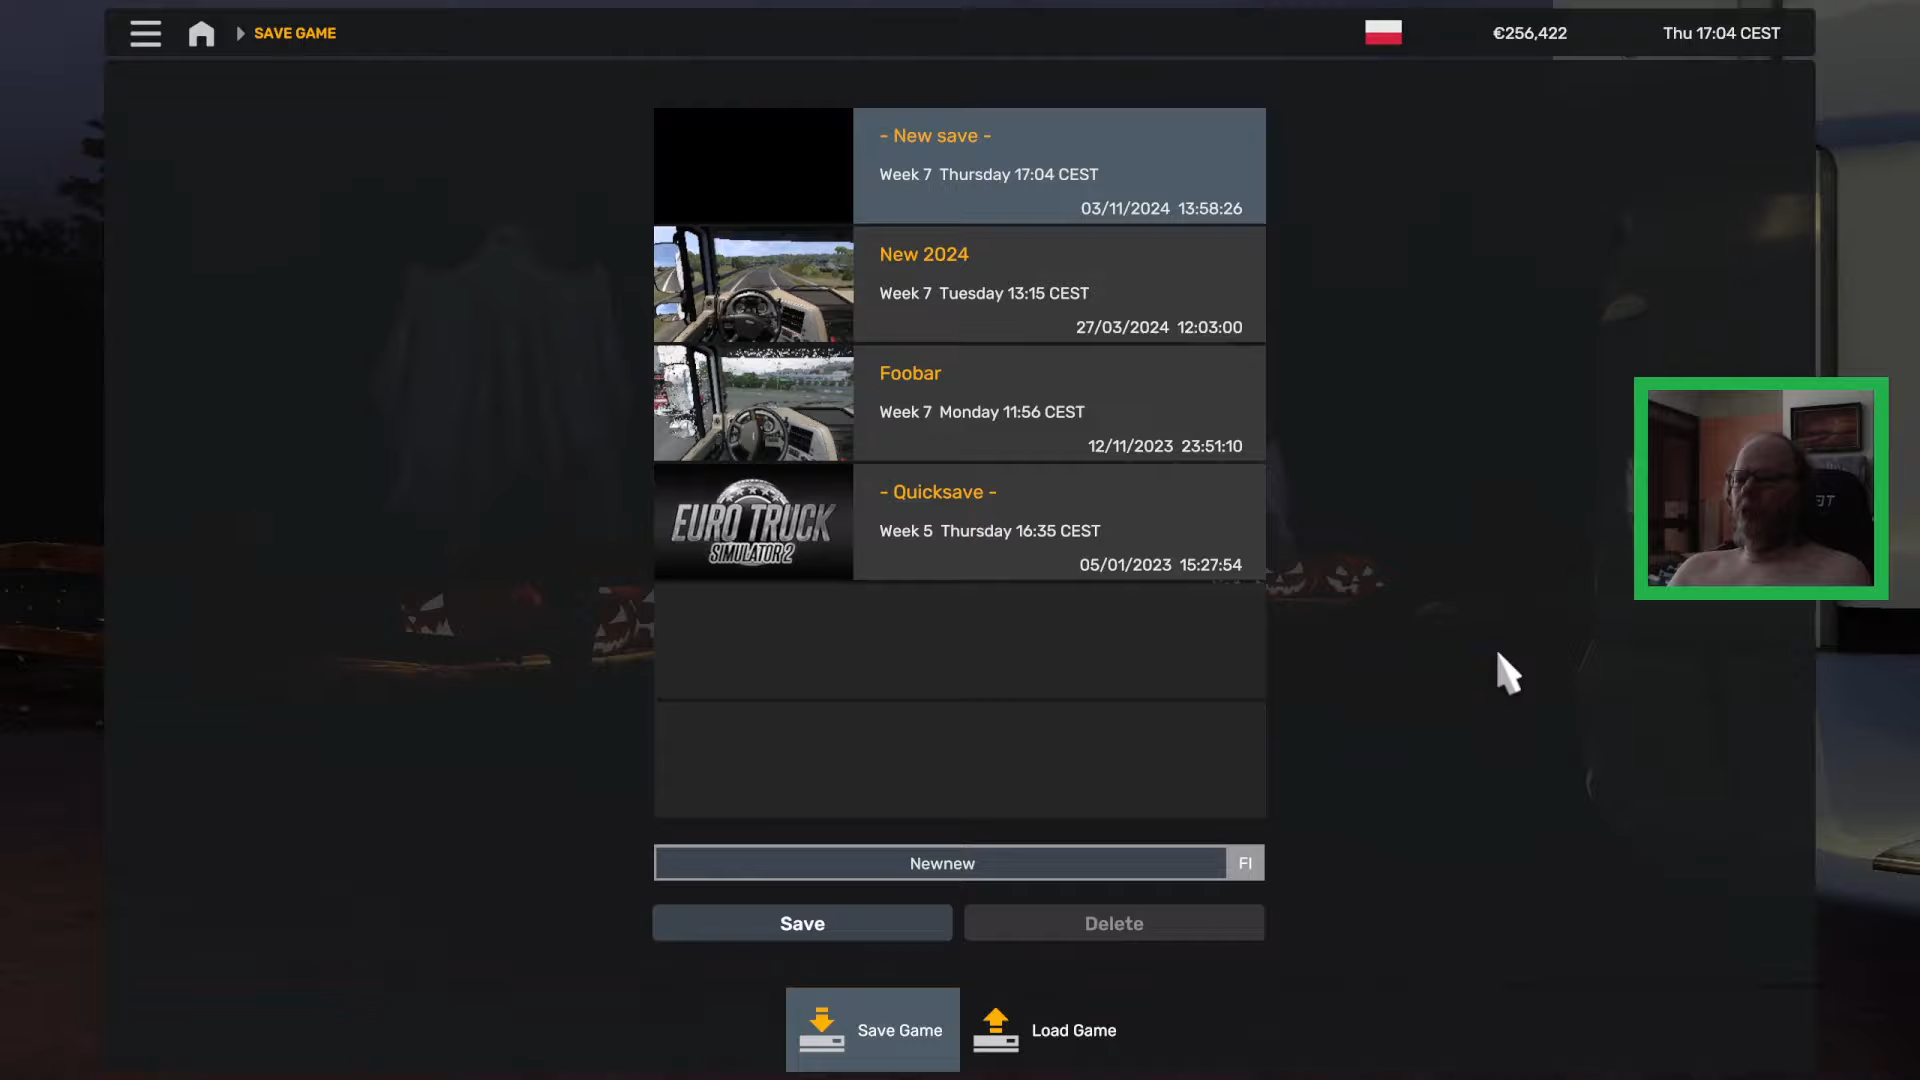 SAVE GAME
€256,422
Thu 17:04 CEST
- New save -
Week 7 Thursday 17:04 CEST
03/11/2024 13:58:26
New 2024
Week 7 Tuesday 13:15 CEST
27/03/2024 12:03:00
Foobar
Week 7 Monday 11:56 CEST
12/11/2023 23:51:10
EURO TRUCK
SIMULATOR 2
- Quicksave -
Week 5 Thursday 16:35 CEST
05/01/2023 15:27:54
Newnew
FI
Save
Delete
Save Game
Load Game